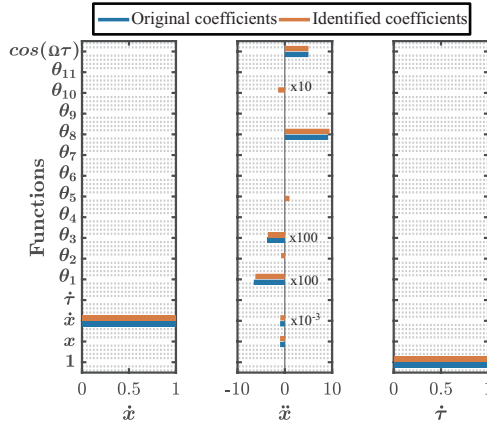 Original coefficients Identified coefficients
Functions
cos(Ωτ)
θ₁₁
θ₁₀
θ₉
θ₈
θ₇
θ₆
θ₅
θ₄
θ₃
θ₂
θ₁
τ̇
ẋ
x
1
x10
x100
x100
x10⁻³
0 0.5 1
-10 0 10
0 0.5 1
ẋ
ẍ
τ̇